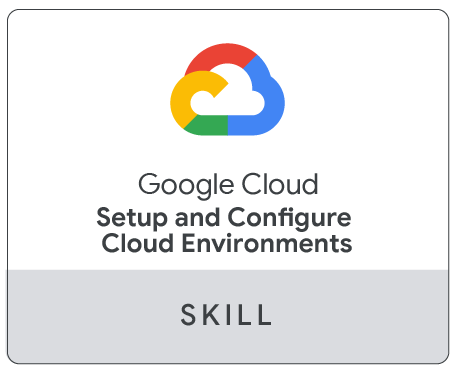 Google Cloud
Setup and Configure
Cloud Environments
SKILL